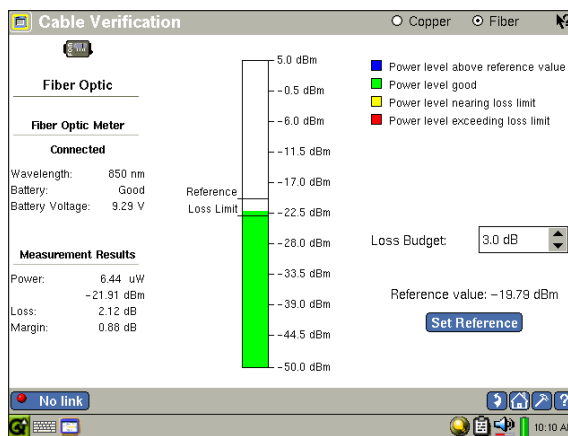 Cable Verification
Copper
Fiber
Fiber Optic
Fiber Optic Meter
Connected
Wavelength: 850 nm
Battery: Good
Battery Voltage: 9.29 V
Measurement Results
Power: 6.44 uW
-21.91 dBm
Loss: 2.12 dB
Margin: 0.88 dB
Reference
Loss Limit
5.0 dBm
-0.5 dBm
-6.0 dBm
-11.5 dBm
-17.0 dBm
-22.5 dBm
-28.0 dBm
-33.5 dBm
-39.0 dBm
-44.5 dBm
-50.0 dBm
Power level above reference value
Power level good
Power level nearing loss limit
Power level exceeding loss limit
Loss Budget: 3.0 dB
Reference value: -19.79 dBm
Set Reference
No link
?
10:10 A